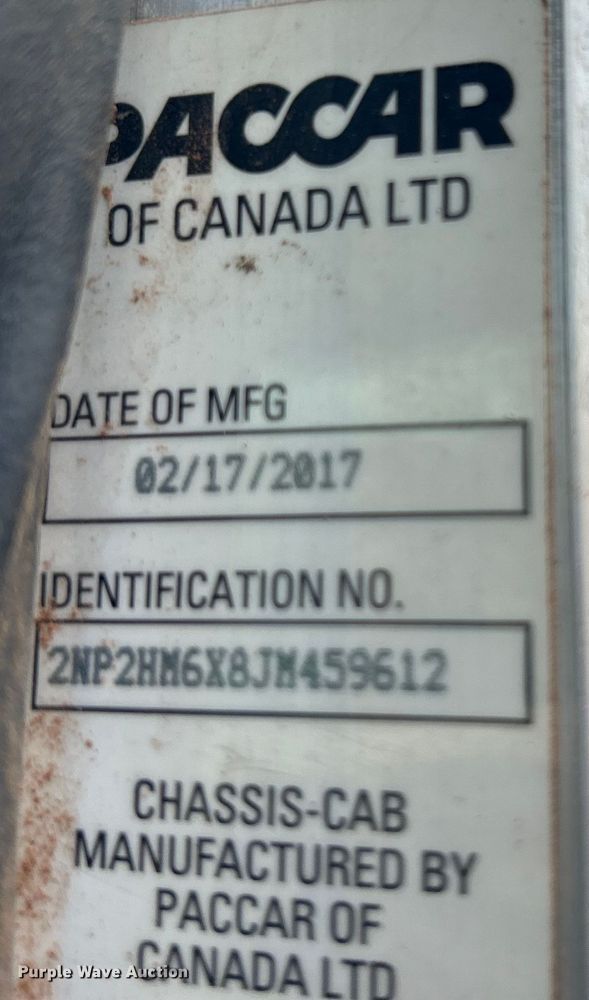 PACCAR
OF CANADA LTD
DATE OF MFG
02/17/2017
IDENTIFICATION NO.
2NP2HM6X8JM459612
CHASSIS-CAB
MANUFACTURED BY
PACCAR OF
CANADA LTD
Purple Wave Auction